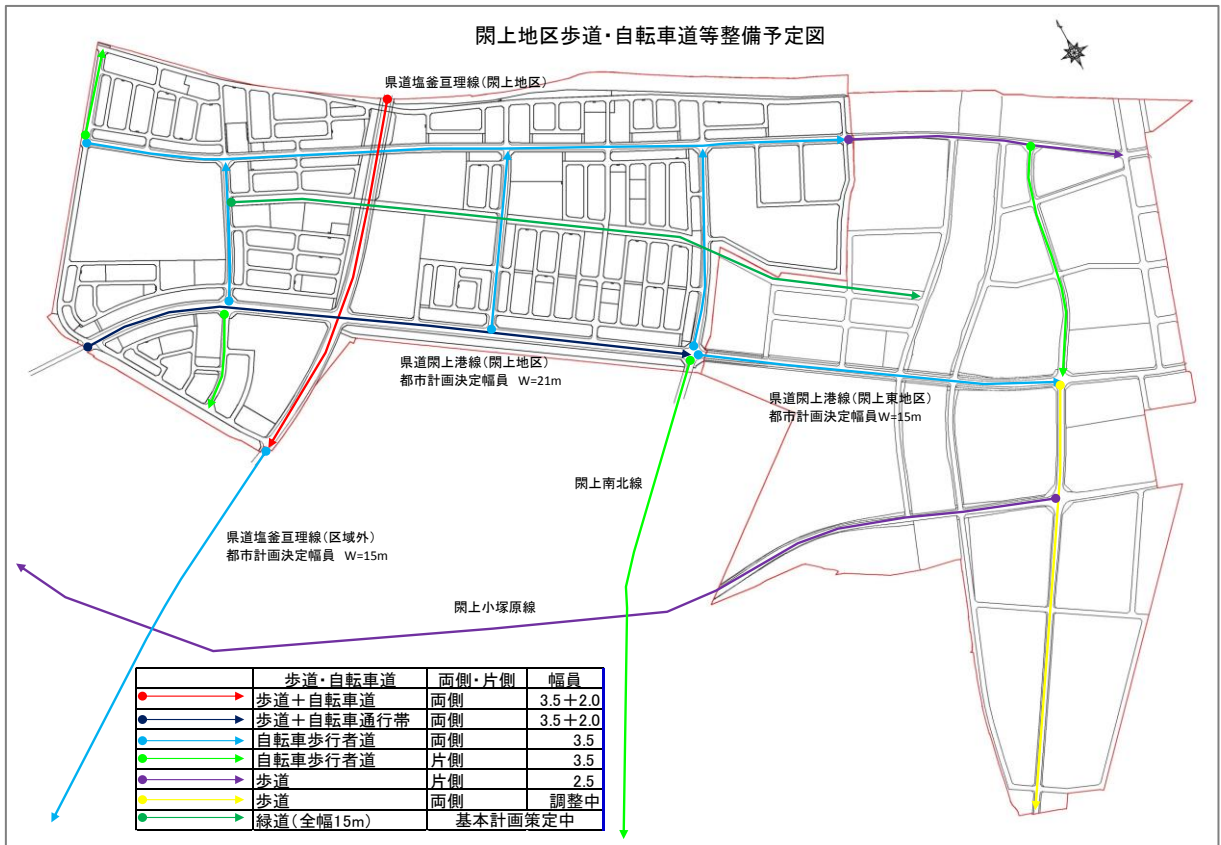 閖上地区歩道・自転車道等整備予定図
県道塩釜亘理線(閖上地区)
県道閖上港線(閖上地区)
都市計画決定幅員 W=21m
県道閖上港線(閖上東地区)
都市計画決定幅員W=15m
閖上南北線
県道塩釜亘理線(区域外)
都市計画決定幅員 W=15m
閖上小塚原線
歩道・自転車道 両側・片側 幅員
歩道+自転車道 両側 3.5+2.0
歩道+自転車通行帯 両側 3.5+2.0
自転車歩行者道 両側 3.5
自転車歩行者道 片側 3.5
歩道 片側 2.5
歩道 両側 調整中
緑道(全幅15m) 基本計画策定中